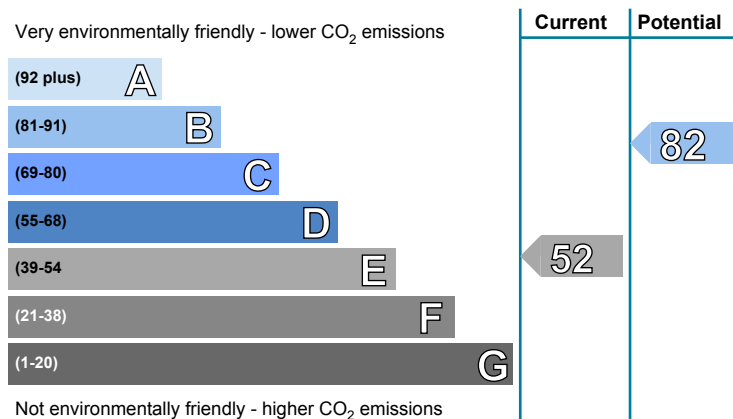 Very environmentally friendly - lower CO₂ emissions
Current
Potential
(92 plus) A
(81-91) B
(69-80) C
(55-68) D
(39-54 E
(21-38) F
(1-20) G
82
52
Not environmentally friendly - higher CO₂ emissions